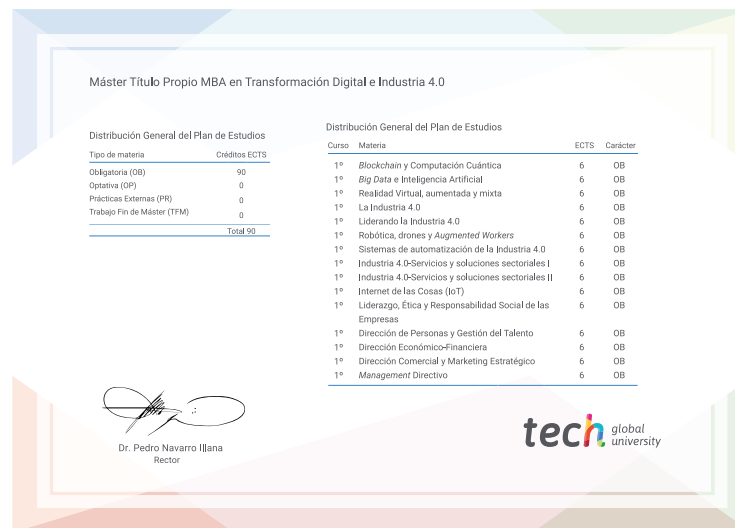 Máster Título Propio MBA en Transformación Digital e Industria 4.0
Distribución General del Plan de Estudios
Tipo de materia Créditos ECTS
Obligatoria (OB) 90
Optativa (OP) 0
Prácticas Externas (PR) 0
Trabajo Fin de Máster (TFM) 0
Total 90
Distribución General del Plan de Estudios
Curso Materia ECTS Carácter
1º Blockchain y Computación Cuántica 6 OB
1º Big Data e Inteligencia Artificial 6 OB
1º Realidad Virtual, aumentada y mixta 6 OB
1º La Industria 4.0 6 OB
1º Liderando la Industria 4.0 6 OB
1º Robótica, drones y Augmented Workers 6 OB
1º Sistemas de automatización de la Industria 4.0 6 OB
1º Industria 4.0-Servicios y soluciones sectoriales I 6 OB
1º Industria 4.0-Servicios y soluciones sectoriales II 6 OB
1º Internet de las Cosas (IoT) 6 OB
1º Liderazgo, Ética y Responsabilidad Social de las 6 OB
Empresas
1º Dirección de Personas y Gestión del Talento 6 OB
1º Dirección Económico-Financiera 6 OB
1º Dirección Comercial y Marketing Estratégico 6 OB
1º Management Directivo 6 OB
Dr. Pedro Navarro Illana
Rector
tech global
university